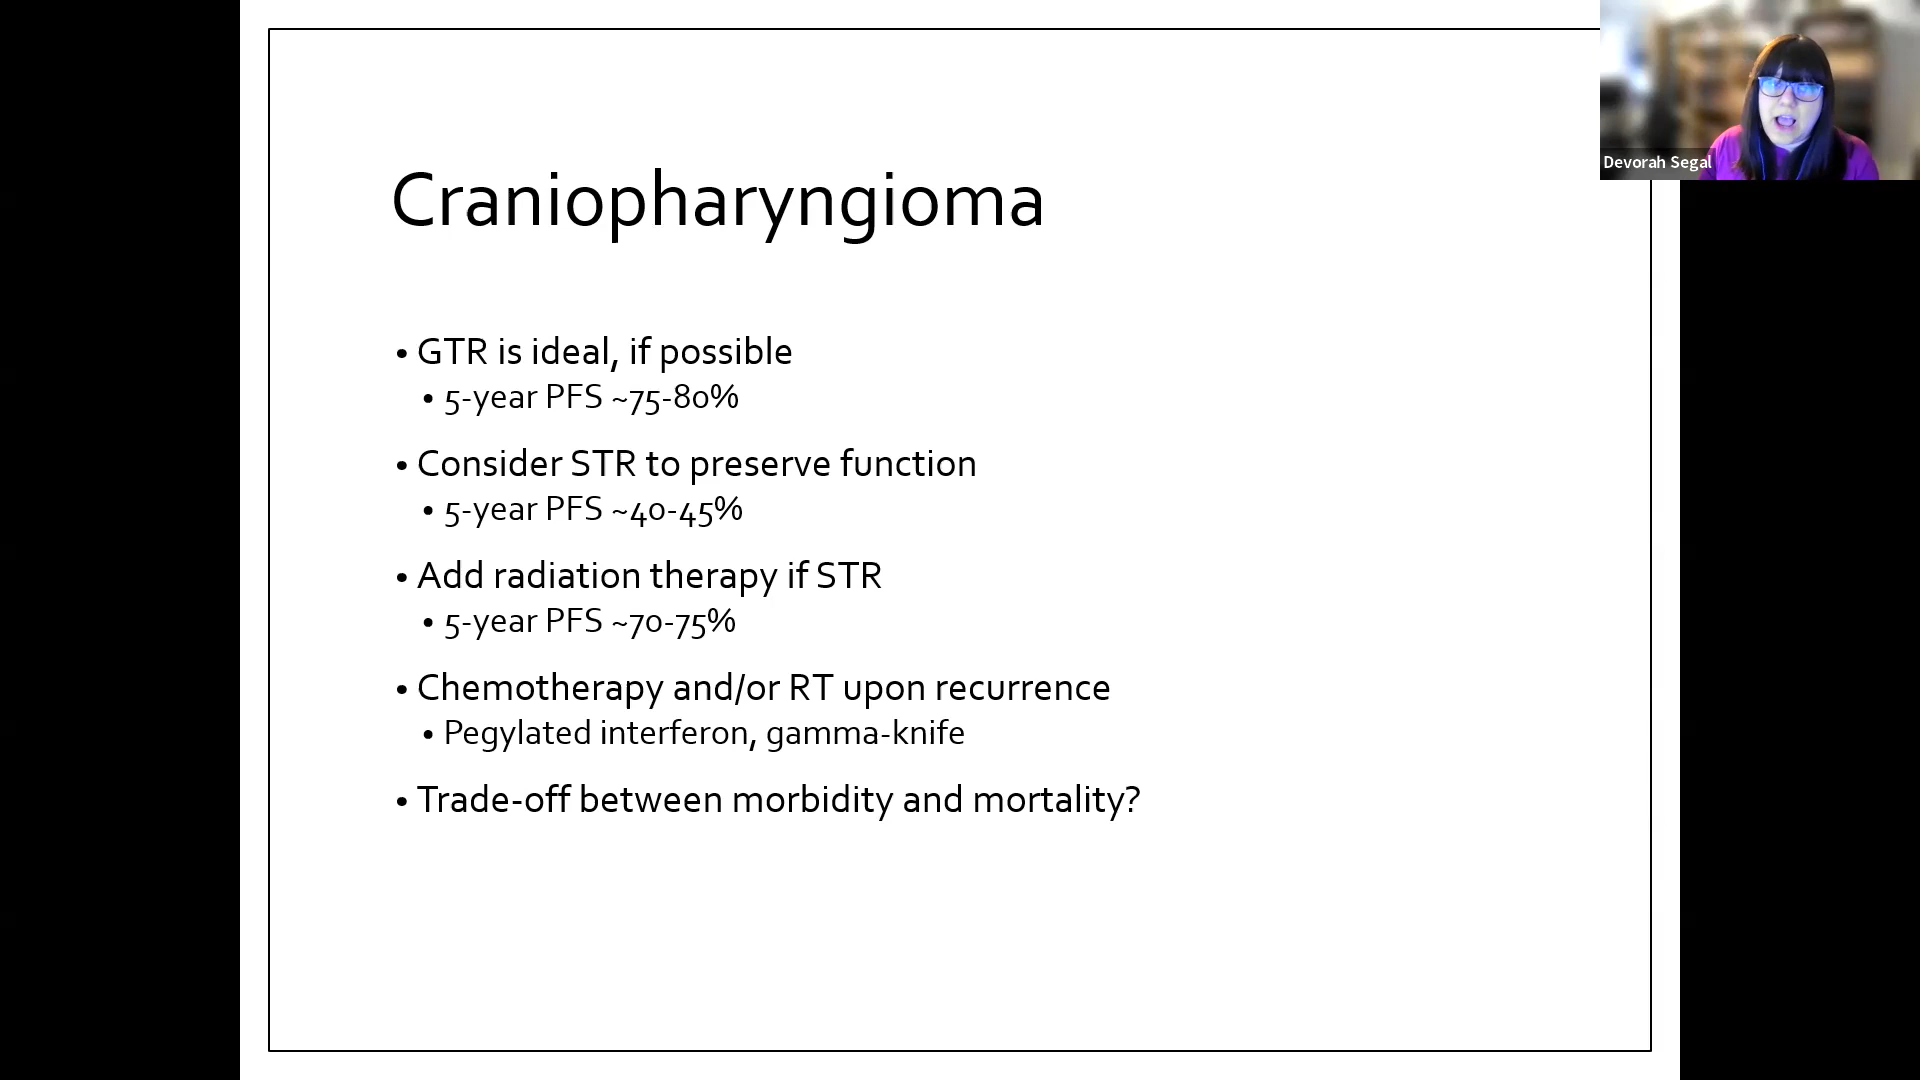 Devorah Segal
Craniopharyngioma
• GTR is ideal, if possible
• 5-year PFS ~75-80%
• Consider STR to preserve function
• 5-year PFS ~40-45%
• Add radiation therapy if STR
• 5-year PFS ~70-75%
• Chemotherapy and/or RT upon recurrence
• Pegylated interferon, gamma-knife
• Trade-off between morbidity and mortality?